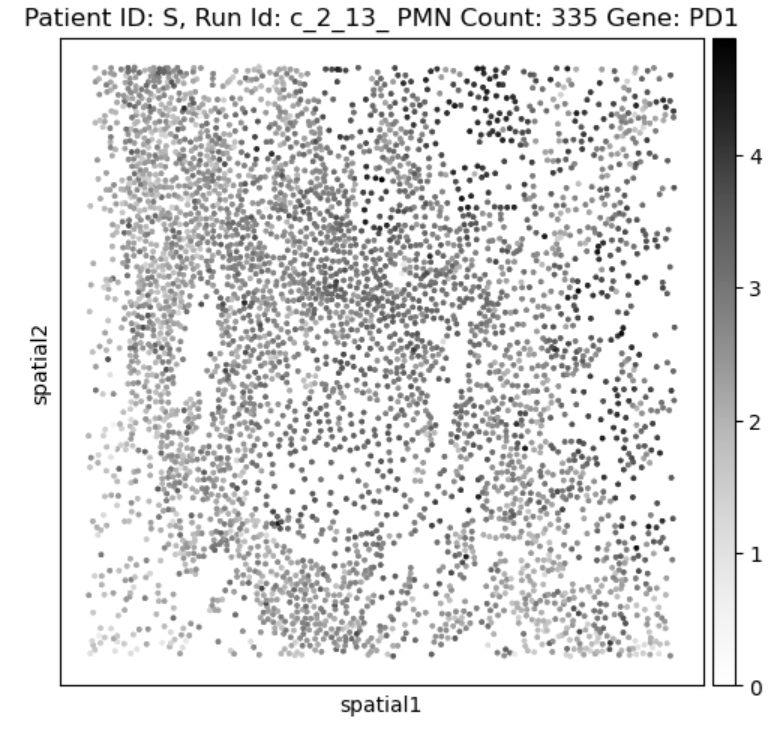 Patient ID: S, Run Id: c_2_13_ PMN Count: 335 Gene: PD1
4
3
2
1
0
spatial2
spatial1